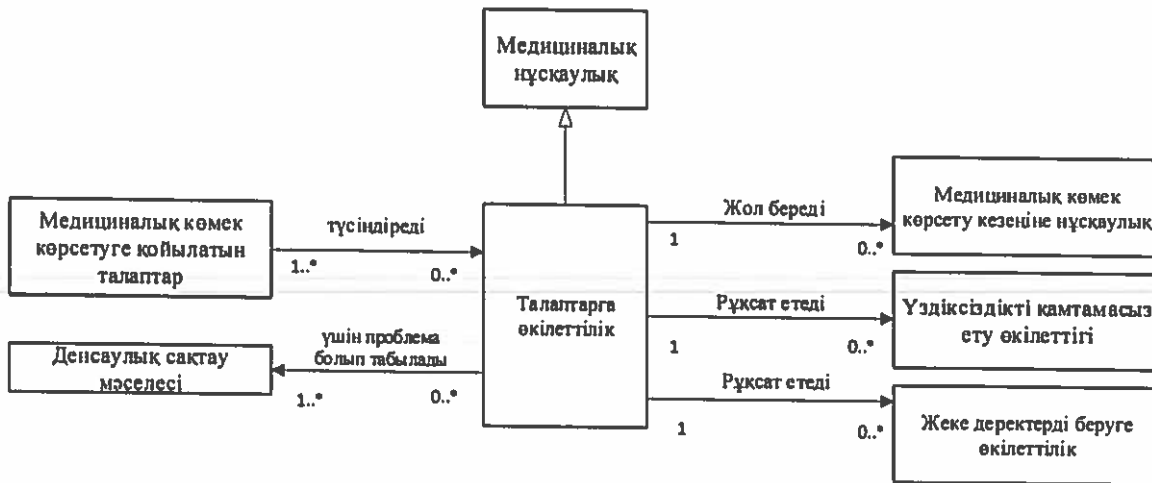 Медициналық
нұсқаулық
Медициналық көмек
көрсетуге қойылатын
талаптар
түсіндіреді
1..*
0..*
Денсаулық сақтау
мәселесі
үшін проблема
болып табылады
1..*
0..*
Талаптарға
өкілеттілік
Жол береді
1
0..*
Медициналық көмек
көрсету кезеңіне нұсқаулық
Рұқсат етеді
1
0..*
Үздіксіздікті қамтамасыз
ету өкілеттігі
Рұқсат етеді
1
0..*
Жеке деректерді беруге
өкілеттілік